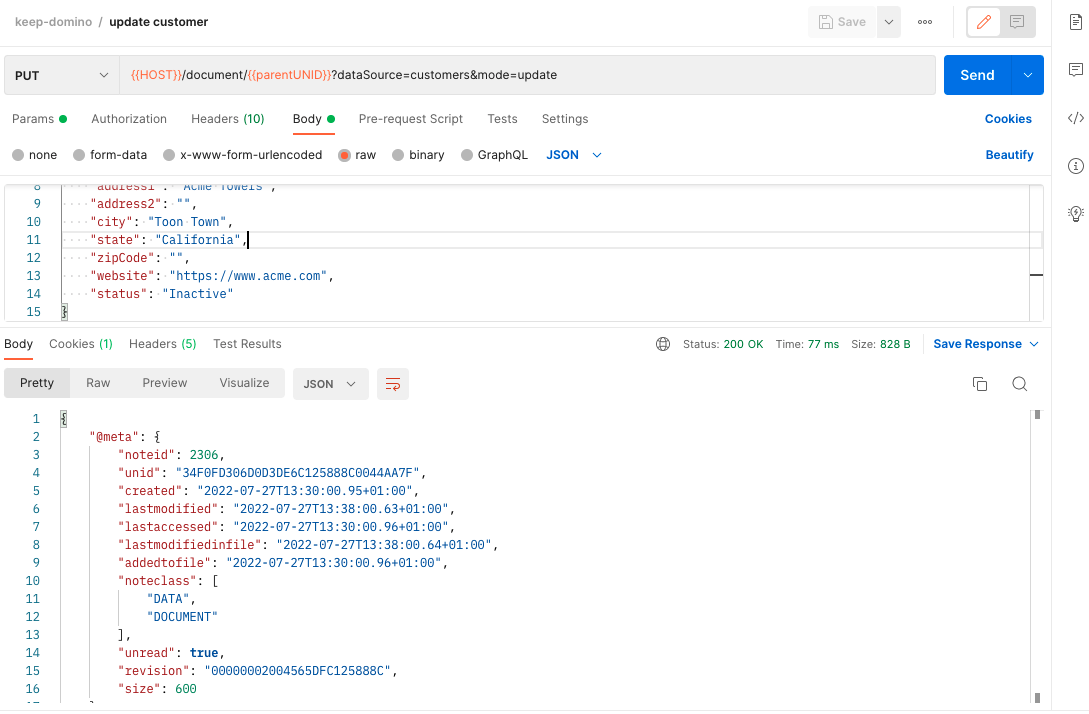 keep-domino / update customer
Save
PUT
{{HOST}}/document/{{parentUNID}}?dataSource=customers&mode=update
Send
Params Authorization Headers (10) Body Pre-request Script Tests Settings Cookies
none form-data x-www-form-urlencoded raw binary GraphQL JSON Beautify
8 "address1": "Acme Towers",
9 "address2": "",
10 "city": "Toon Town",
11 "state": "California",
12 "zipCode": "",
13 "website": "https://www.acme.com",
14 "status": "Inactive"
15 }
Body Cookies (1) Headers (5) Test Results Status: 200 OK Time: 77 ms Size: 828 B Save Response
Pretty Raw Preview Visualize JSON
1 {
2 "@meta": {
3 "noteid": 2306,
4 "unid": "34F0FD306D0D3DE6C125888C0044AA7F",
5 "created": "2022-07-27T13:30:00.95+01:00",
6 "lastmodified": "2022-07-27T13:38:00.63+01:00",
7 "lastaccessed": "2022-07-27T13:30:00.96+01:00",
8 "lastmodifiedinfile": "2022-07-27T13:38:00.64+01:00",
9 "addedtofile": "2022-07-27T13:30:00.96+01:00",
10 "noteclass": [
11 "DATA",
12 "DOCUMENT"
13 ],
14 "unread": true,
15 "revision": "00000002004565DFC125888C",
16 "size": 600